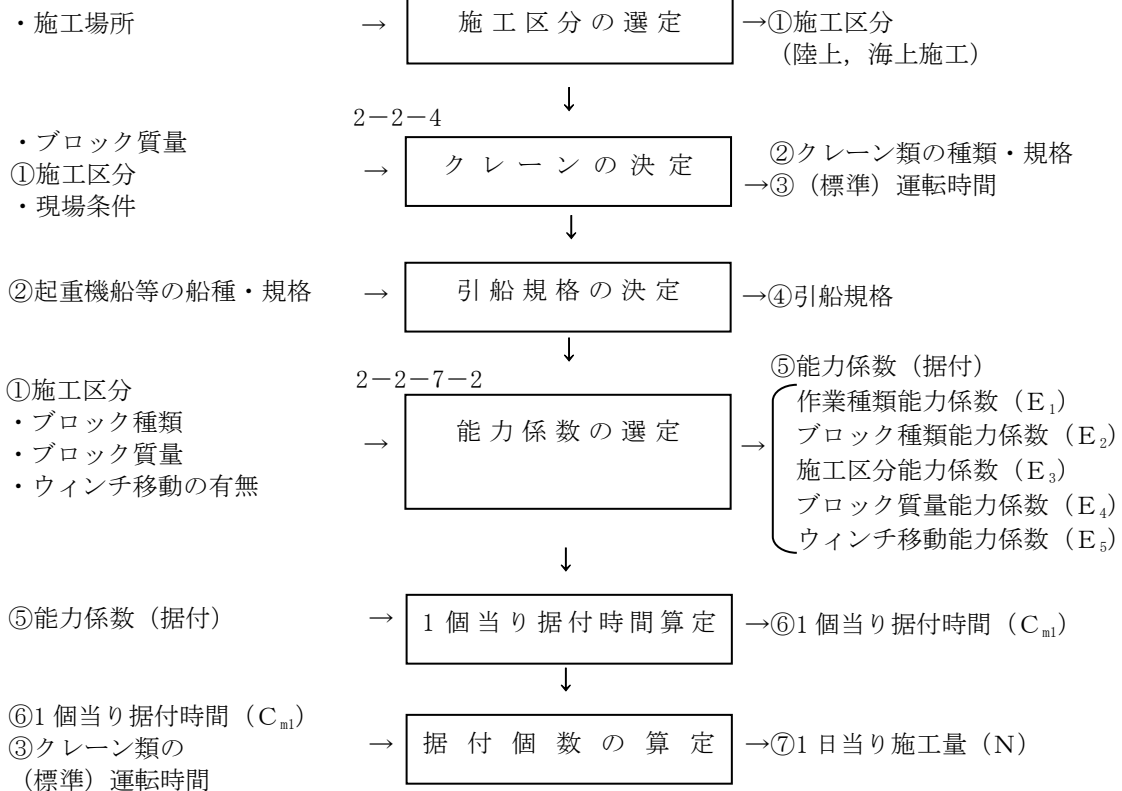 ・施工場所 → 施工区分の選定 →①施工区分
（陸上，海上施工）
↓
2－2－4
・ブロック質量
①施工区分 → クレーンの決定 ②クレーン類の種類・規格
・現場条件 →③（標準）運転時間
↓
②起重機船等の船種・規格 → 引船規格の決定 →④引船規格
↓
2－2－7－2
①施工区分
・ブロック種類
・ブロック質量
・ウィンチ移動の有無
→ 能力係数の選定 →
⑤能力係数（据付）
作業種類能力係数（E₁）
ブロック種類能力係数（E₂）
施工区分能力係数（E₃）
ブロック質量能力係数（E₄）
ウィンチ移動能力係数（E₅）
↓
⑤能力係数（据付） → 1個当り据付時間算定 →⑥1個当り据付時間（Cm1）
↓
⑥1個当り据付時間（Cm1）
③クレーン類の
（標準）運転時間
→ 据付個数の算定 →⑦1日当り施工量（N）